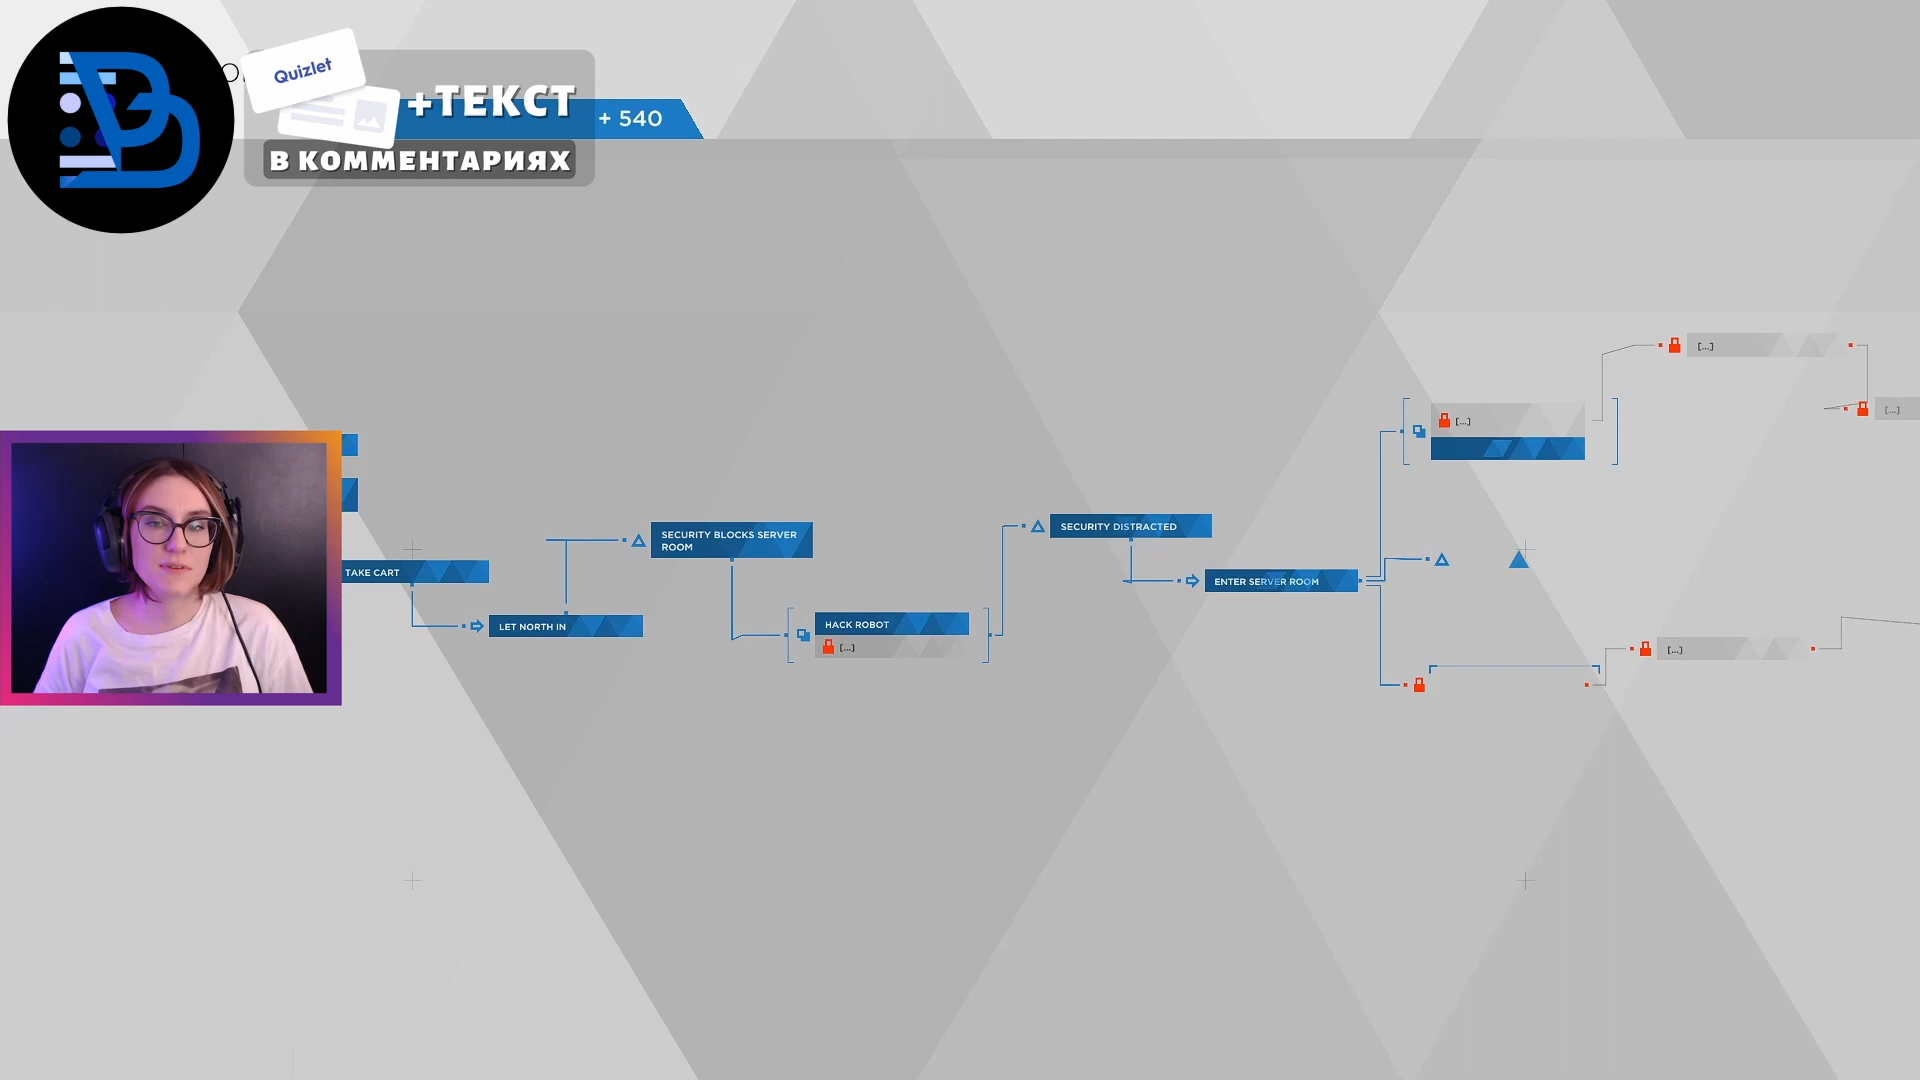 Quizlet
+ТЕКСТ
В КОММЕНТАРИЯХ
+ 540
[...]
[...]
[...]
SECURITY DISTRACTED
SECURITY BLOCKS SERVER
ROOM
TAKE CART
ENTER SERVER ROOM
LET NORTH IN
HACK ROBOT
[...]
[...]